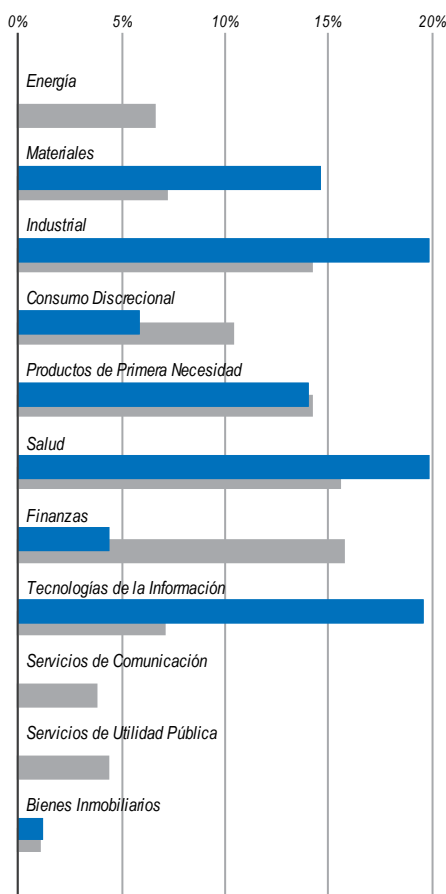 0% 5% 10% 15% 20%
Energía
Materiales
Industrial
Consumo Discrecional
Productos de Primera Necesidad
Salud
Finanzas
Tecnologías de la Información
Servicios de Comunicación
Servicios de Utilidad Pública
Bienes Inmobiliarios